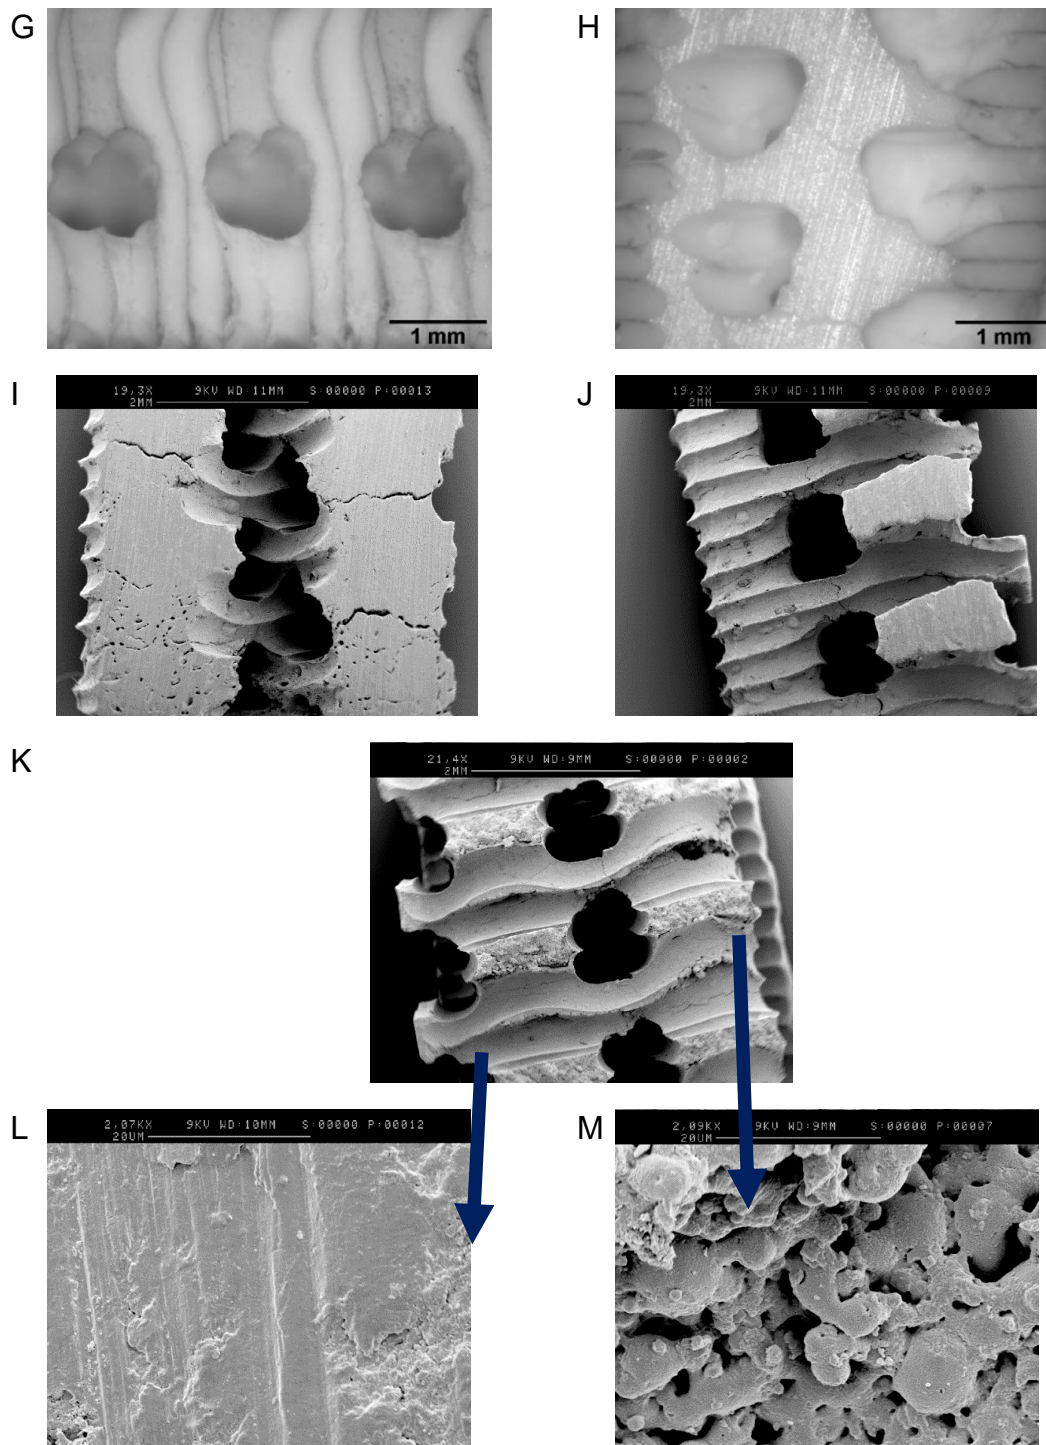 G
H
1 mm
1 mm
I
J
19,3X 9KV WD:11MM S:00000 P:00013
2MM
19,3X 9KV WD:11MM S:00000 P:00009
2MM
K
21,4X 9KV WD:9MM S:00000 P:00002
2MM
L
M
2,07KX 9KV WD:10MM S:00000 P:00012
20UM
2,09KX 9KV WD:9MM S:00000 P:00007
20UM